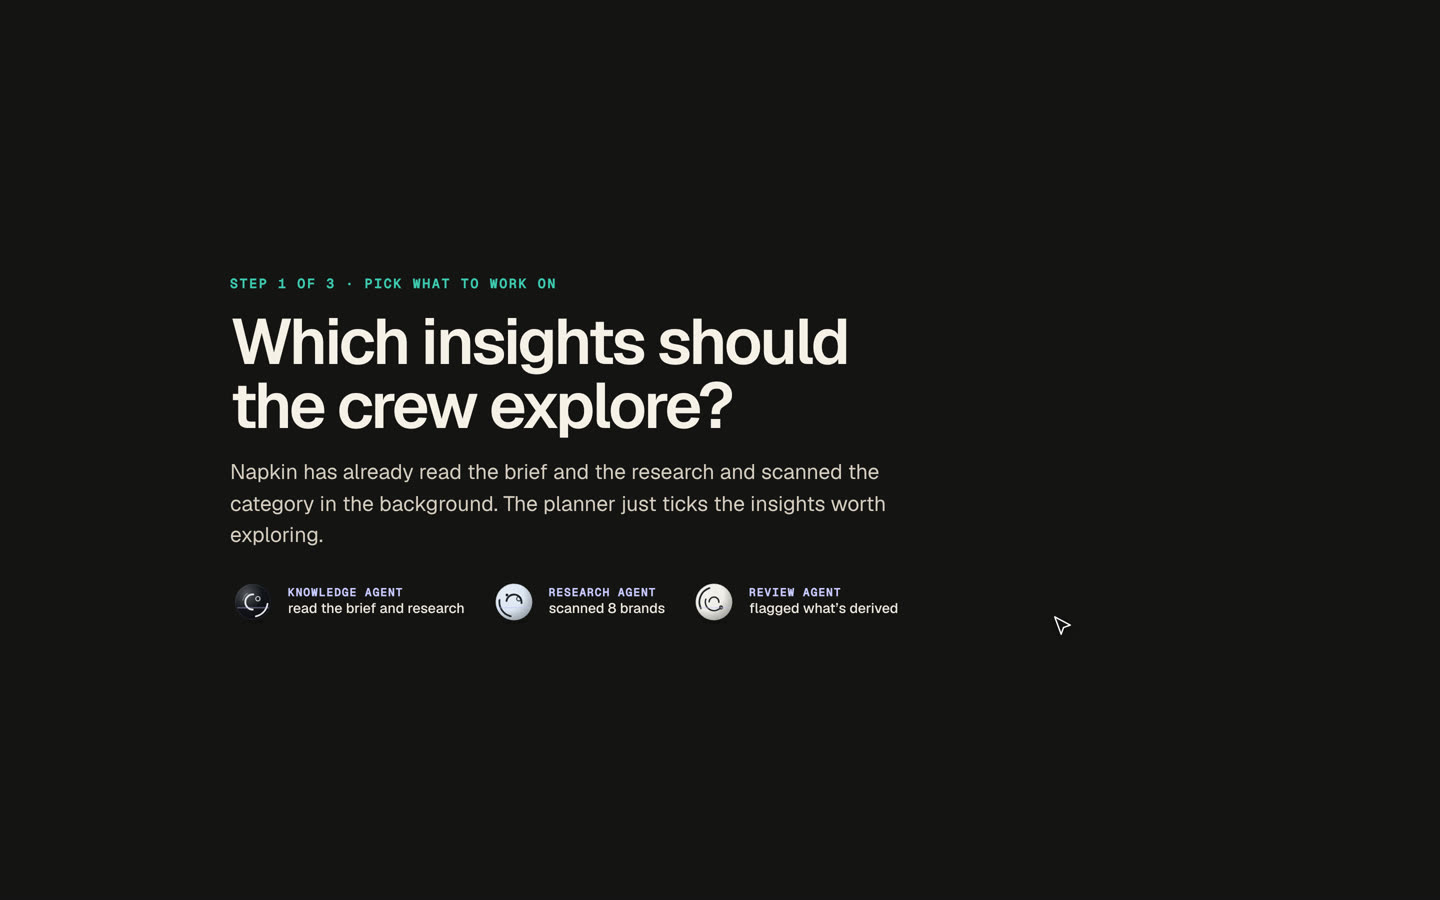 STEP 1 OF 3 · PICK WHAT TO WORK ON
Which insights should
the crew explore?
Napkin has already read the brief and the research and scanned the
category in the background. The planner just ticks the insights worth
exploring.
KNOWLEDGE AGENT
read the brief and research
RESEARCH AGENT
scanned 8 brands
REVIEW AGENT
flagged what’s derived